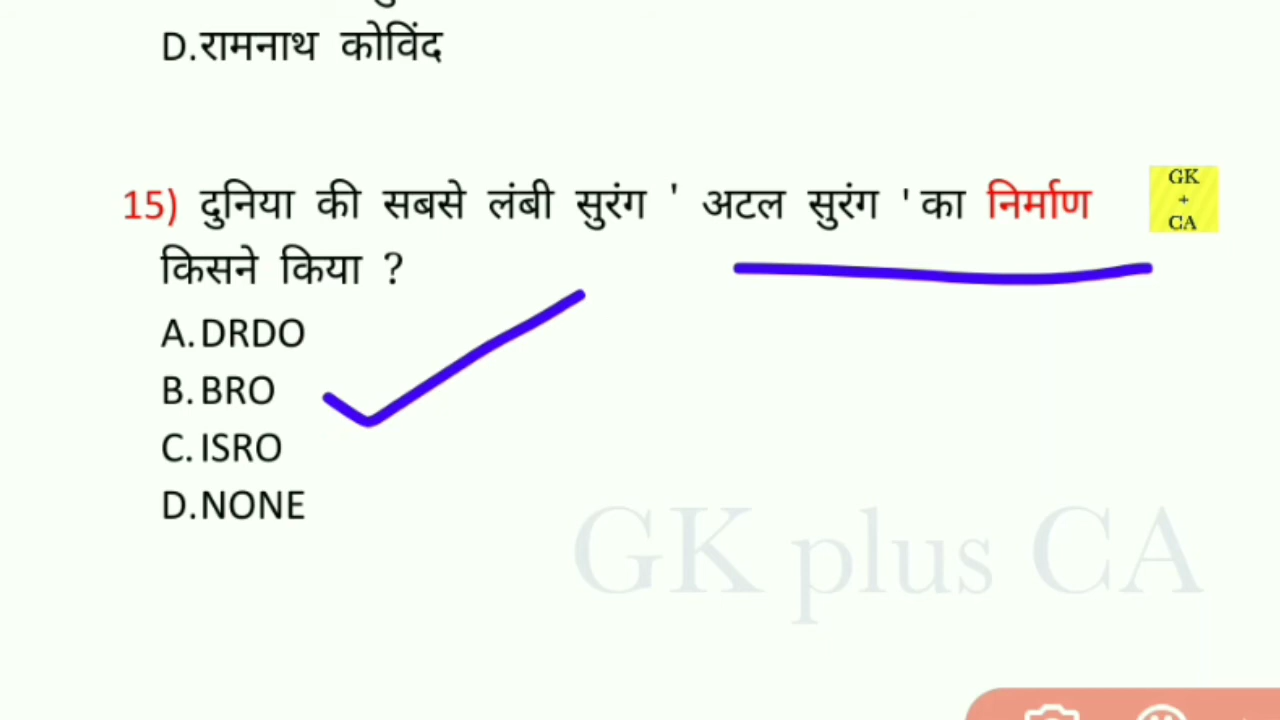 D.रामनाथ कोविंद
15) दुनिया की सबसे लंबी सुरंग ' अटल सुरंग ' का निर्माण
किसने किया ?
A.DRDO
B.BRO
C.ISRO
D.NONE
GK
+
CA
GK plus CA